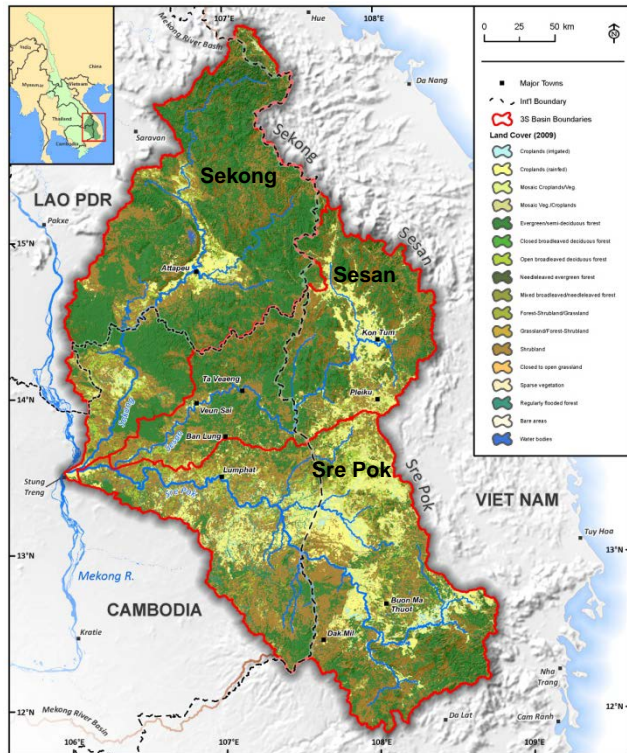 107°E
108°E
Hue
0 25 50 km
N
Mekong River Basin
China
India
Myanmar
Vietnam
Thailand
Cambodia
Da Nang
Saravan
Sekong
Sekong
LAO PDR
Pakxe
15°N
Attapeu
Sesan
Sesan
Kon Tum
Ta Veaeng
Veun Sai
Pleiku
14°N
Sekong
Sesan
Ban Lung
Lumphat
Sre Pok
Sre Pok
Stung
Treng
VIET NAM
13°N
Tuy Hoa
13°N
Mekong R.
CAMBODIA
Buon Ma
Thuot
Kratie
Dak Mil
Nha
Trang
12°N
Mekong River Basin
Da Lat
Cam Ranh
12°N
106°E
107°E
108°E
109°E
Major Towns
Int'l Boundary
3S Basin Boundaries
Land Cover (2009)
Croplands (irrigated)
Croplands (rainfed)
Mosaic Croplands/Veg
Mosaic Veg./Croplands
Evergreen/semi-deciduous forest
Closed broadleaved deciduous forest
Open broadleaved deciduous forest
Needleleaved evergreen forest
Mixed broadleaved/needleleaved forest
Forest-Shrubland/Grassland
Grassland/Forest-Shrubland
Shrubland
Closed to open grassland
Sparse vegetation
Regularly flooded forest
Bare areas
Water bodies